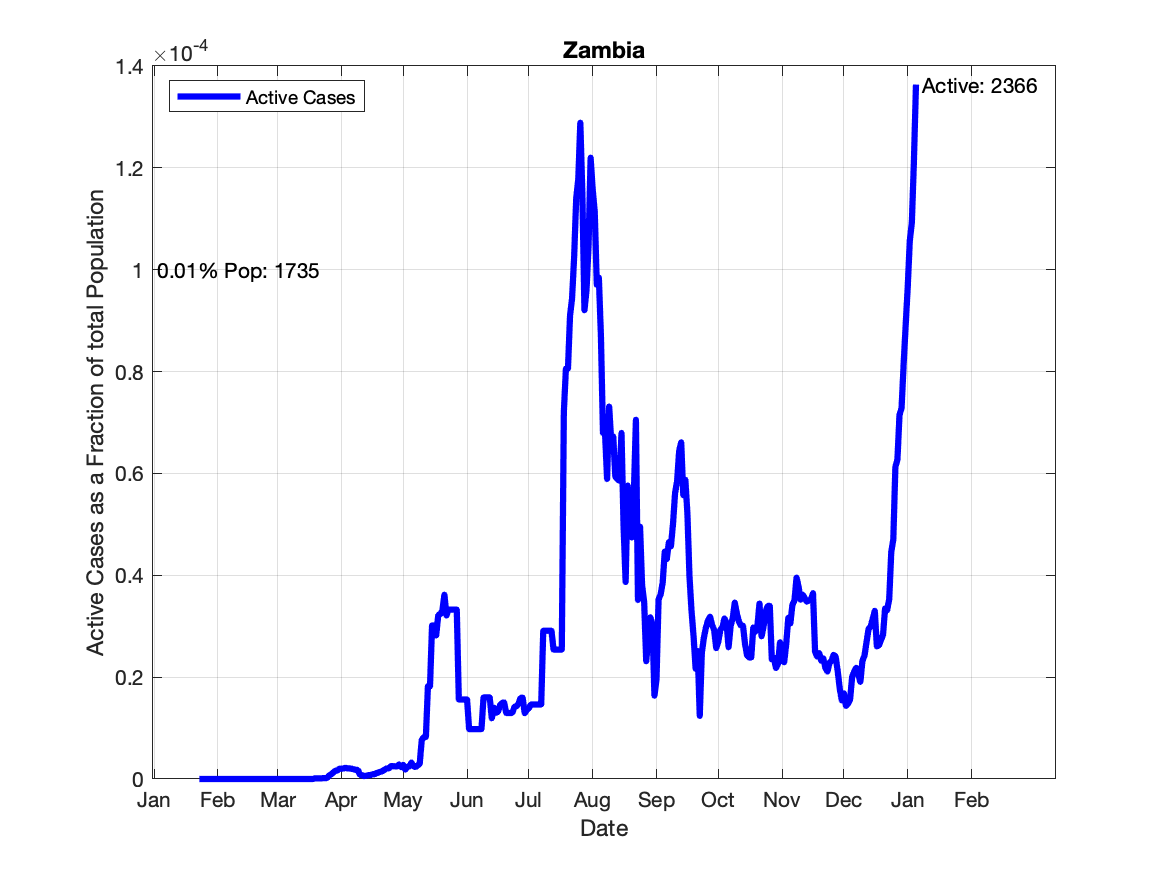 Zambia
×10-4
Active Cases
Active: 2366
0.01% Pop: 1735
Active Cases as a Fraction of total Population
1.4
1.2
1
0.8
0.6
0.4
0.2
0
Jan Feb Mar Apr May Jun Jul Aug Sep Oct Nov Dec Jan Feb
Date